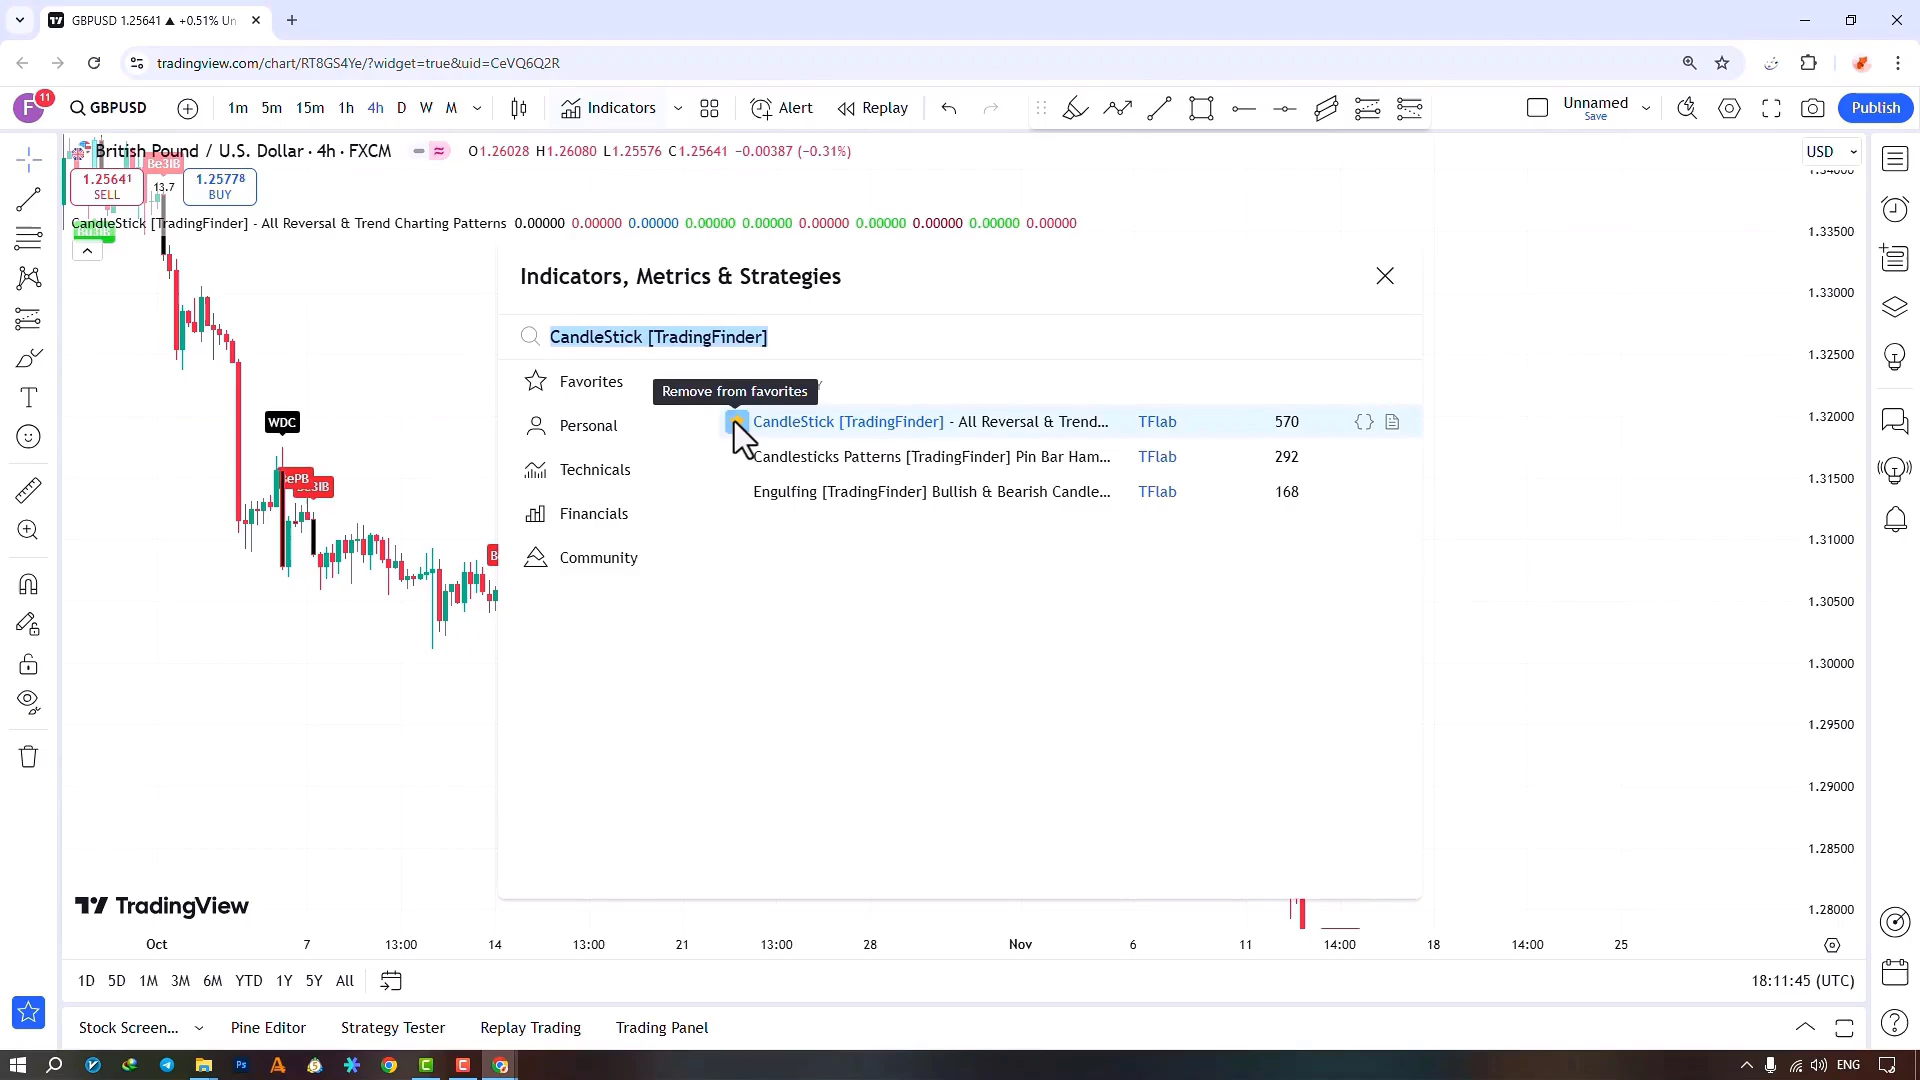 GBPUSD 1.25641 ▲ +0.51% Un
tradingview.com/chart/RT8GS4Ye/?widget=true&uid=CeVQ6Q2R
F 11 GBPUSD 1m 5m 15m 1h 4h D W M Indicators Alert Replay Unnamed Save Publish
British Pound / U.S. Dollar · 4h · FXCM O1.26028 H1.26080 L1.25576 C1.25641 −0.00387 (−0.31%) USD
Be3IB
1.25641 SELL 13.7 1.25778 BUY
CandleStick [TradingFinder] - All Reversal & Trend Charting Patterns 0.00000 0.00000 0.00000 0.00000 0.00000 0.00000 0.00000 0.00000 0.00000 0.00000
1.33500
Indicators, Metrics & Strategies
1.33000
CandleStick [TradingFinder]
1.32500
Favorites
Remove from favorites
Personal
CandleStick [TradingFinder] - All Reversal & Trend... TFlab 570
1.32000
WDC
Candlesticks Patterns [TradingFinder] Pin Bar Ham... TFlab 292
Technicals
1.31500
Engulfing [TradingFinder] Bullish & Bearish Candle... TFlab 168
Financials
1.31000
Community
1.30500
1.30000
1.29500
1.29000
1.28500
1.28000
TradingView
Oct 7 13:00 14 13:00 21 13:00 28 Nov 6 11 14:00 18 14:00 25
1D 5D 1M 3M 6M YTD 1Y 5Y All 18:11:45 (UTC)
Stock Screen... Pine Editor Strategy Tester Replay Trading Trading Panel
ENG